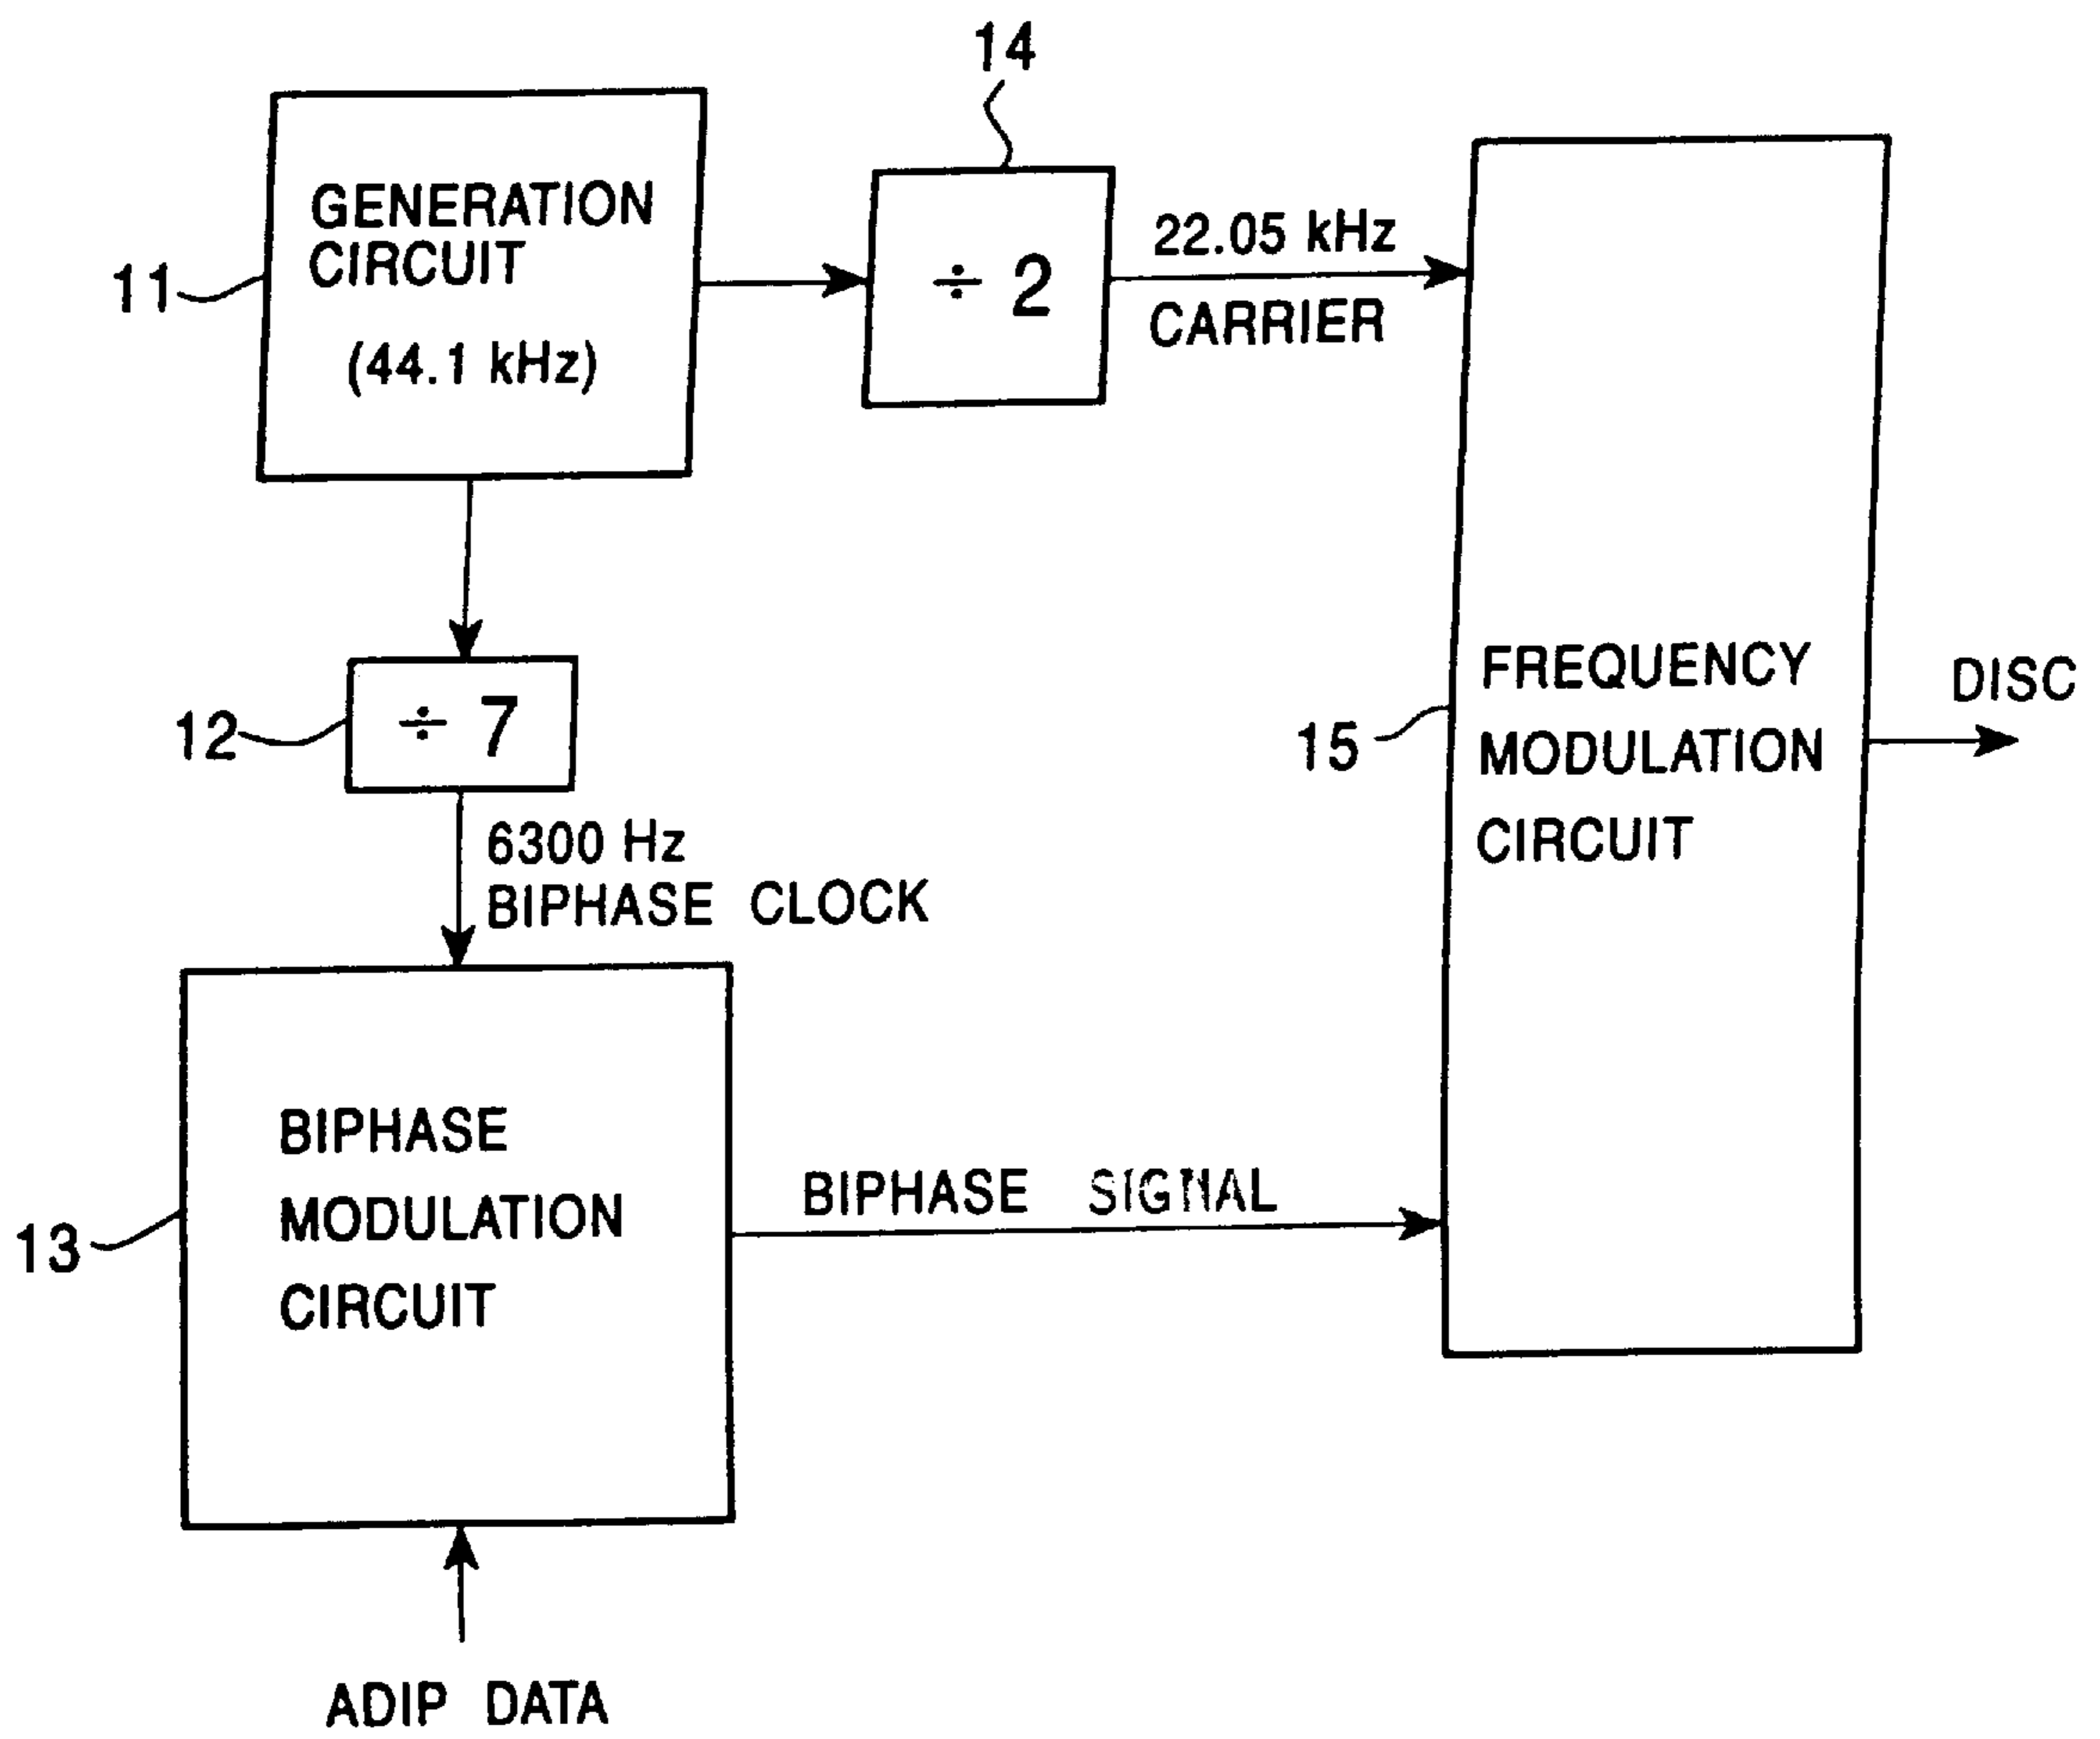 14
GENERATION
CIRCUIT
(44.1 kHz)
11
÷ 2
22.05 kHz
CARRIER
12
÷ 7
6300 Hz
BIPHASE CLOCK
15
FREQUENCY
MODULATION
CIRCUIT
DISC
13
BIPHASE
MODULATION
CIRCUIT
BIPHASE SIGNAL
ADIP DATA